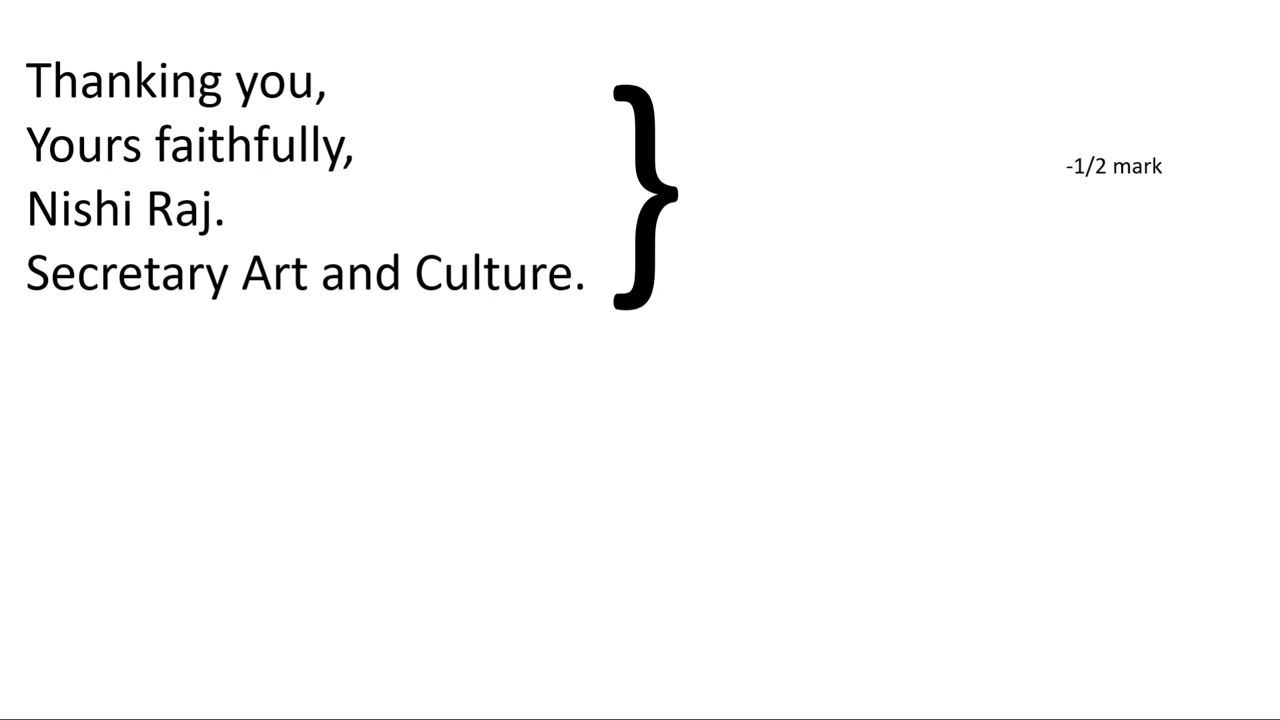 Thanking you,
Yours faithfully,
Nishi Raj.
Secretary Art and Culture.
-1/2 mark